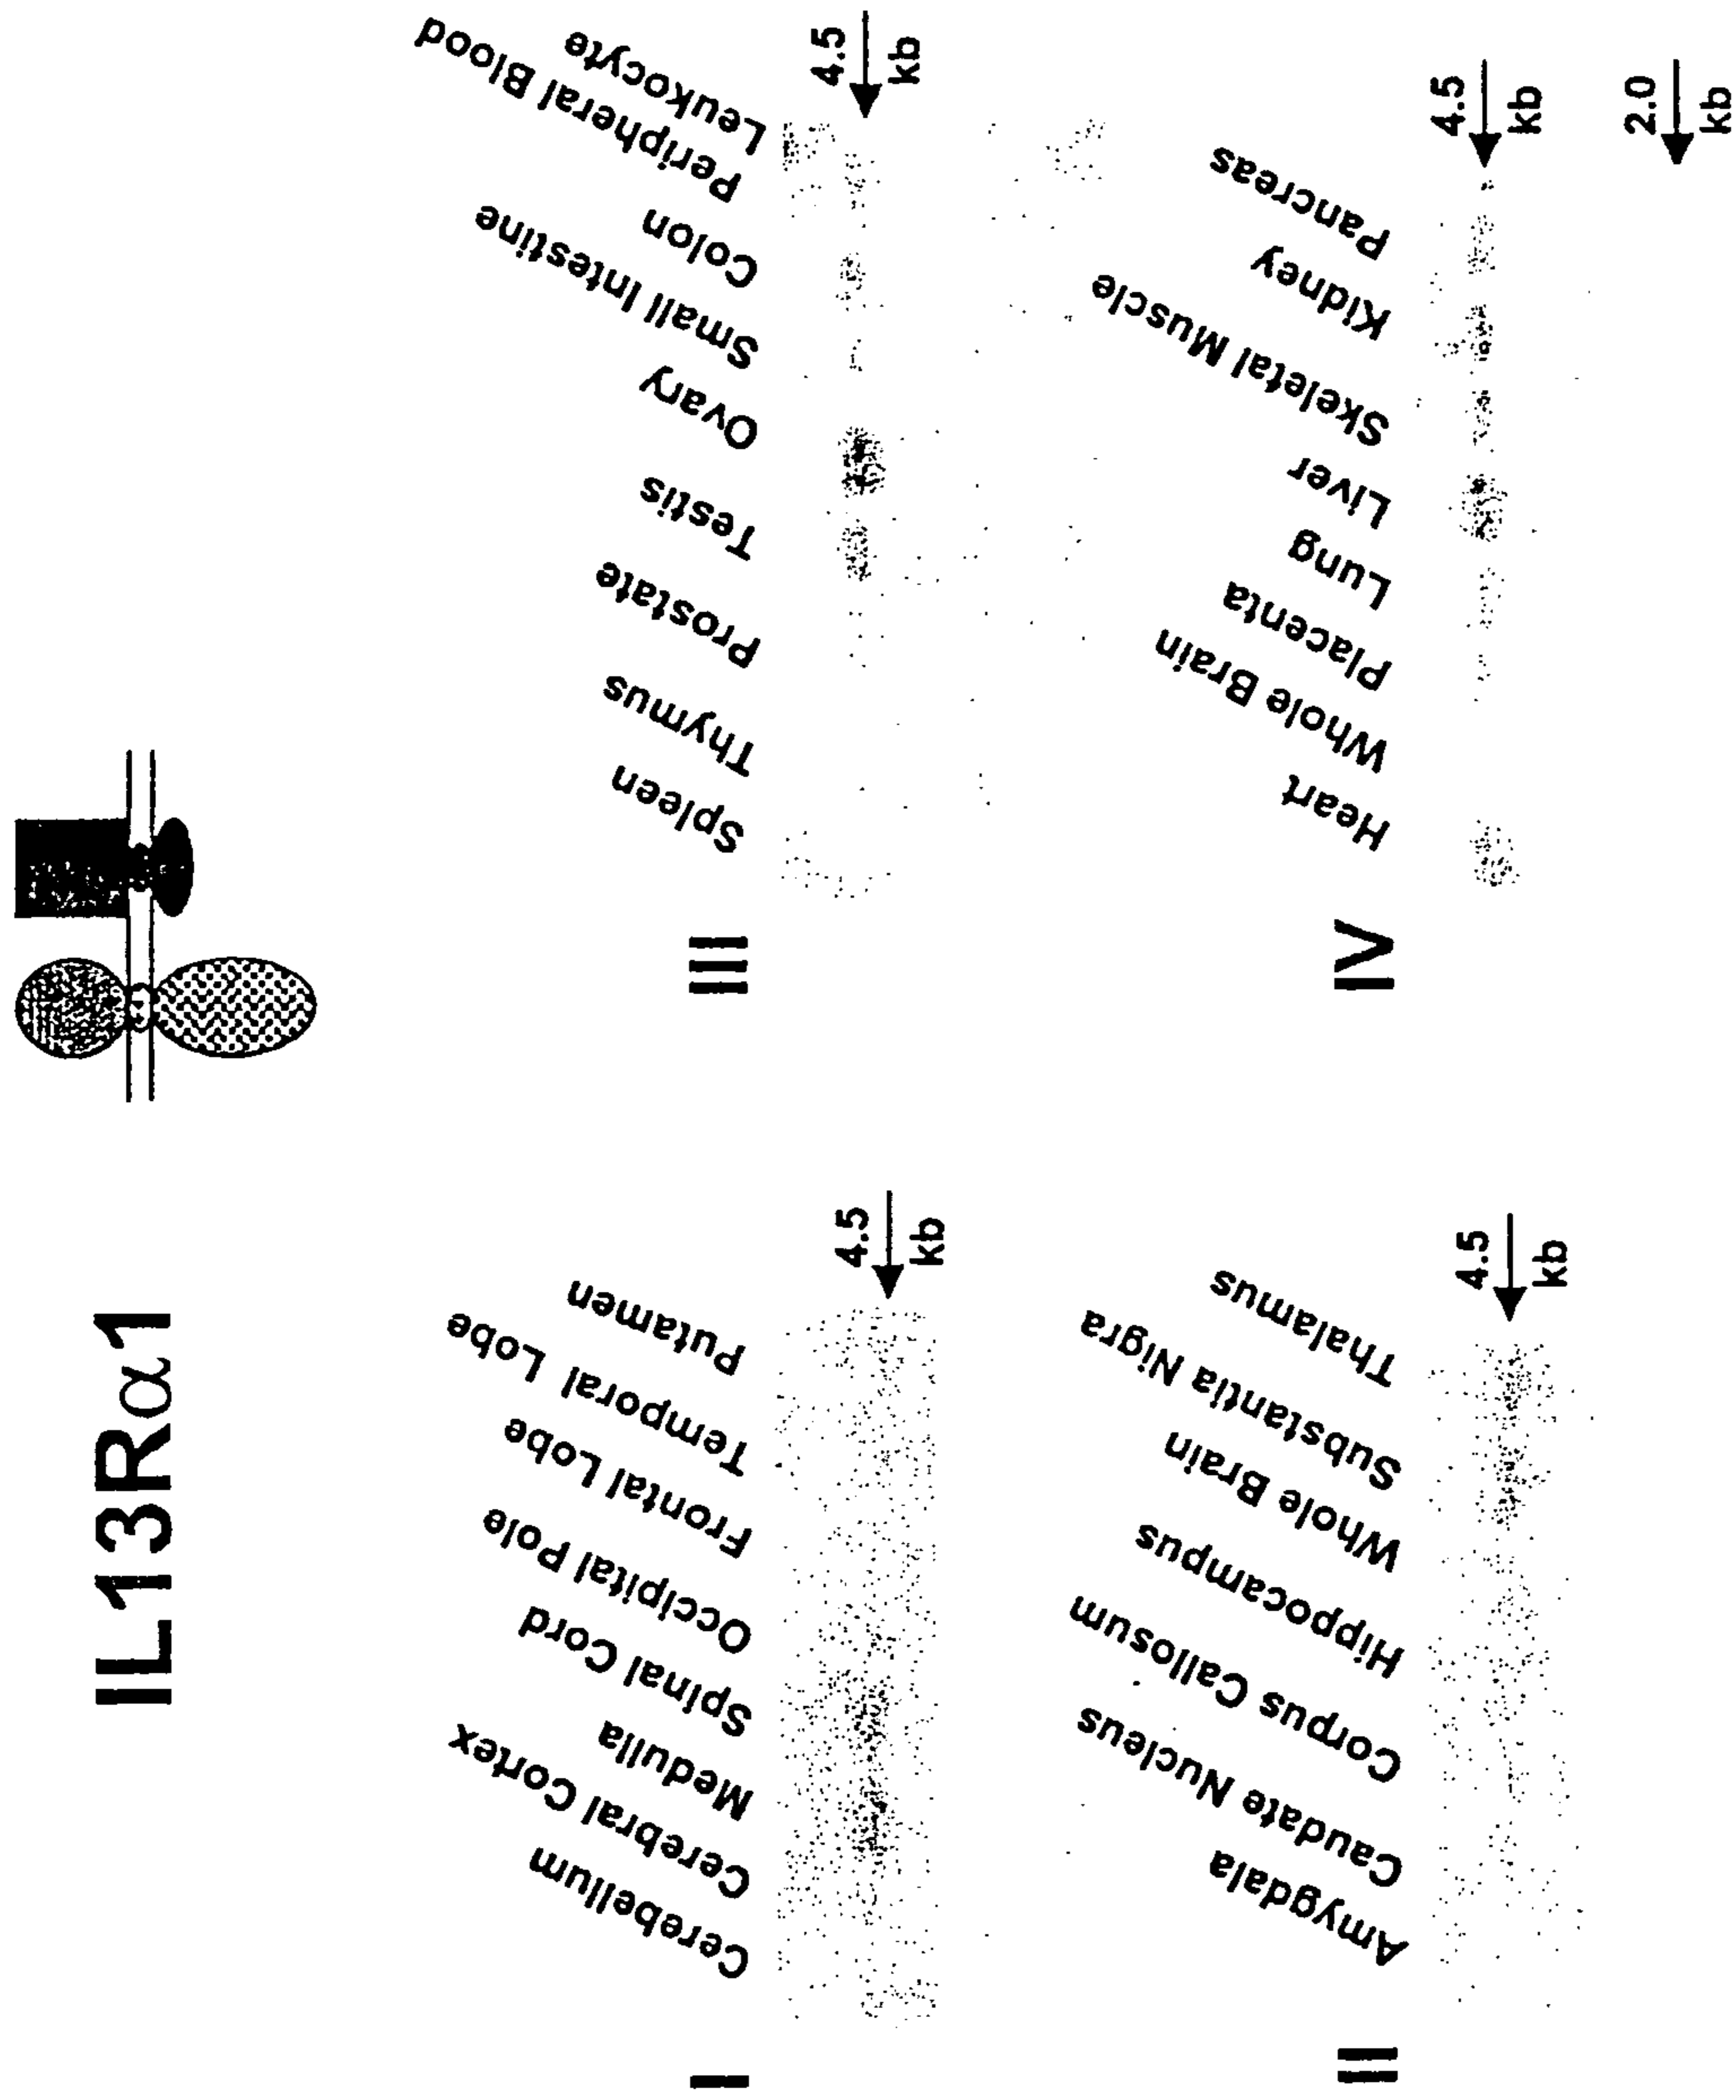 IL13Rα1
I
Cerebellum
Cerebral Cortex
Medulla
Spinal Cord
Occipital Pole
Frontal Lobe
Temporal Lobe
Putamen
4.5
kb
II
Amygdala
Caudate Nucleus
Corpus Callosum
Hippocampus
Whole Brain
Substantia Nigra
Thalamus
4.5
kb
III
Spleen
Thymus
Prostate
Testis
Ovary
Small Intestine
Colon
Peripheral Blood
Leukocyte
4.5
kb
IV
Heart
Whole Brain
Placenta
Lung
Liver
Skeletal Muscle
Kidney
Pancreas
4.5
kb
2.0
kb